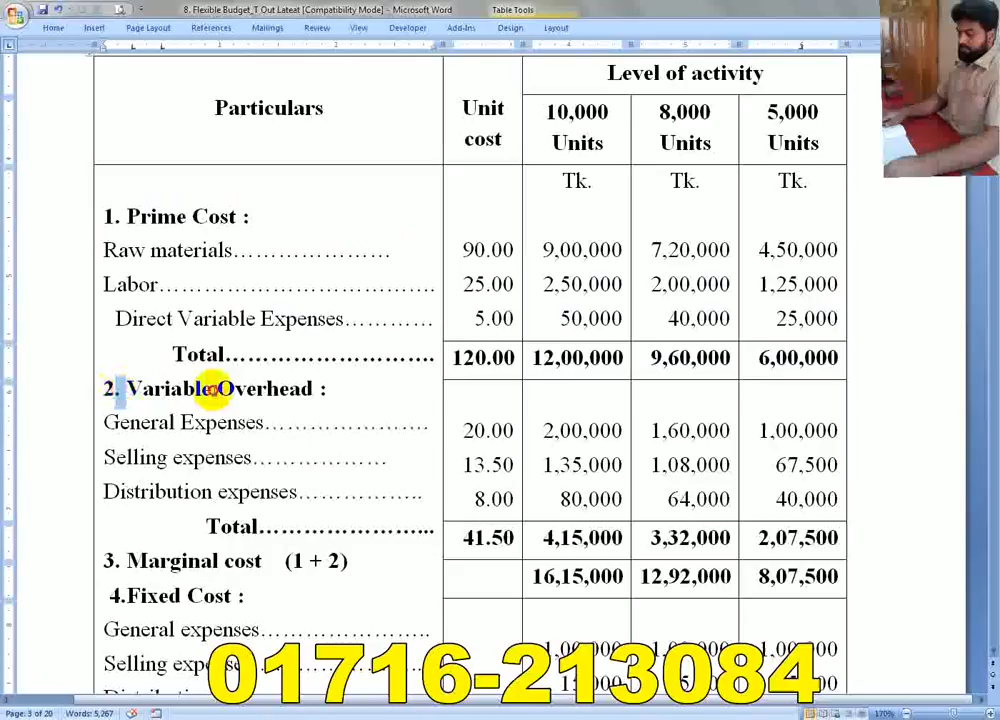 8. Flexible Budget_T Out Latest [Compatibility Mode] - Microsoft Word
Table Tools
Home Insert Page Layout References Mailings Review View Developer Add-Ins Design Layout
Particulars Unit cost Level of activity
10,000 Units 8,000 Units 5,000 Units
Tk. Tk. Tk.
1. Prime Cost :
Raw materials………………… 90.00 9,00,000 7,20,000 4,50,000
Labor………………………………. 25.00 2,50,000 2,00,000 1,25,000
Direct Variable Expenses………… 5.00 50,000 40,000 25,000
Total………………………. 120.00 12,00,000 9,60,000 6,00,000
2. Variable Overhead :
General Expenses…………………. 20.00 2,00,000 1,60,000 1,00,000
Selling expenses……………… 13.50 1,35,000 1,08,000 67,500
Distribution expenses…………….. 8.00 80,000 64,000 40,000
Total………………... 41.50 4,15,000 3,32,000 2,07,500
3. Marginal cost (1 + 2) 16,15,000 12,92,000 8,07,500
4.Fixed Cost :
General expenses………………….
Selling
01716-213084
Page: 3 of 20 Words: 5,267 170%